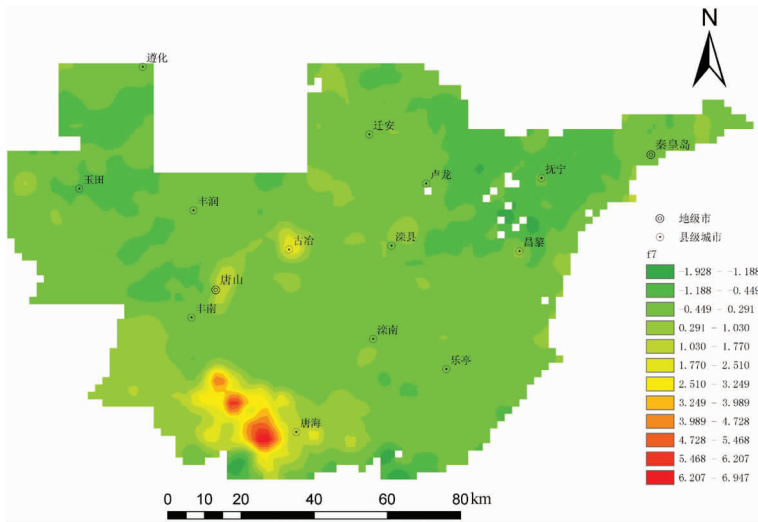 N
遵化
迁安
秦皇岛
玉田
卢龙
抚宁
丰润
地级市
县级城市
古冶
滦县
昌黎
f7
唐山
-1.928 - -1.188
-1.188 - -0.449
-0.449 - 0.291
丰南
0.291 - 1.030
滦南
1.030 - 1.770
乐亭
1.770 - 2.510
2.510 - 3.249
3.249 - 3.989
唐海
3.989 - 4.728
4.728 - 5.468
5.468 - 6.207
6.207 - 6.947
0 10 20 40 60 80 km